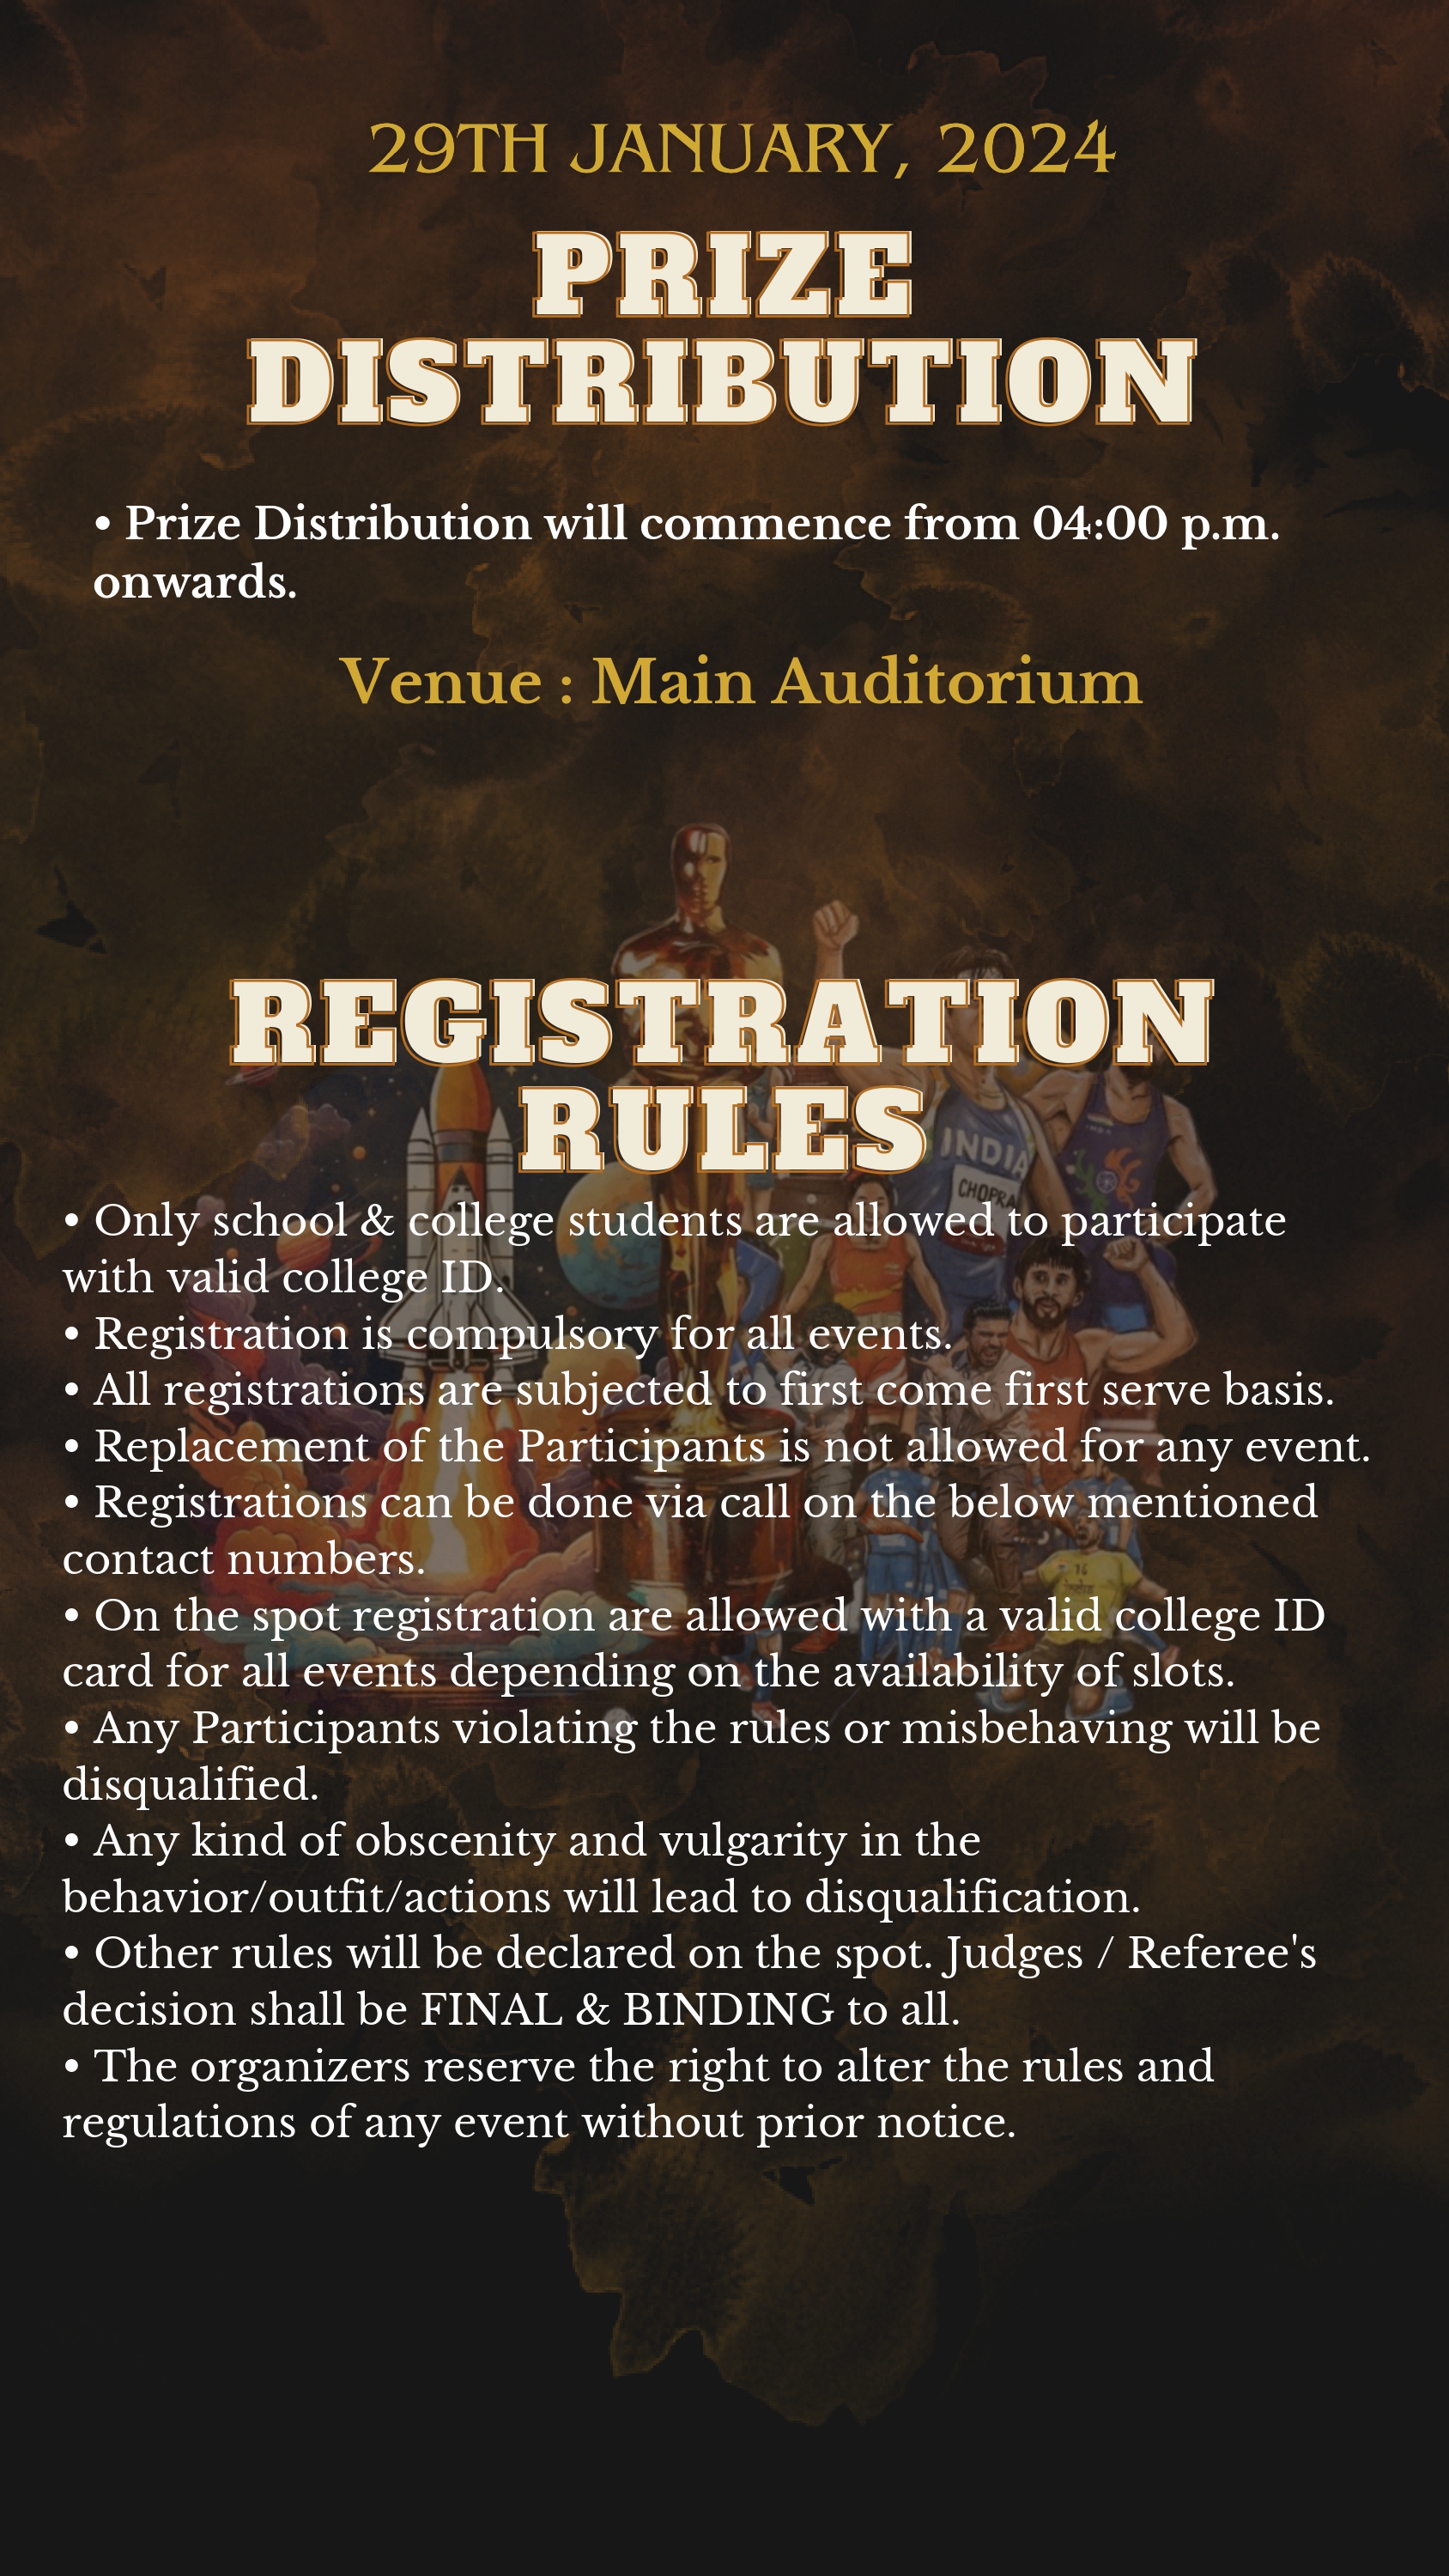 29TH JANUARY, 2024
PRIZE
DISTRIBUTION
• Prize Distribution will commence from 04:00 p.m.
onwards.
Venue : Main Auditorium
REGISTRATION
RULES
INDIA
CHOPRA
• Only school & college students are allowed to participate
with valid college ID.
• Registration is compulsory for all events.
• All registrations are subjected to first come first serve basis.
• Replacement of the Participants is not allowed for any event.
• Registrations can be done via call on the below mentioned
contact numbers.
• On the spot registration are allowed with a valid college ID
card for all events depending on the availability of slots.
• Any Participants violating the rules or misbehaving will be
disqualified.
• Any kind of obscenity and vulgarity in the
behavior/outfit/actions will lead to disqualification.
• Other rules will be declared on the spot. Judges / Referee's
decision shall be FINAL & BINDING to all.
• The organizers reserve the right to alter the rules and
regulations of any event without prior notice.
16